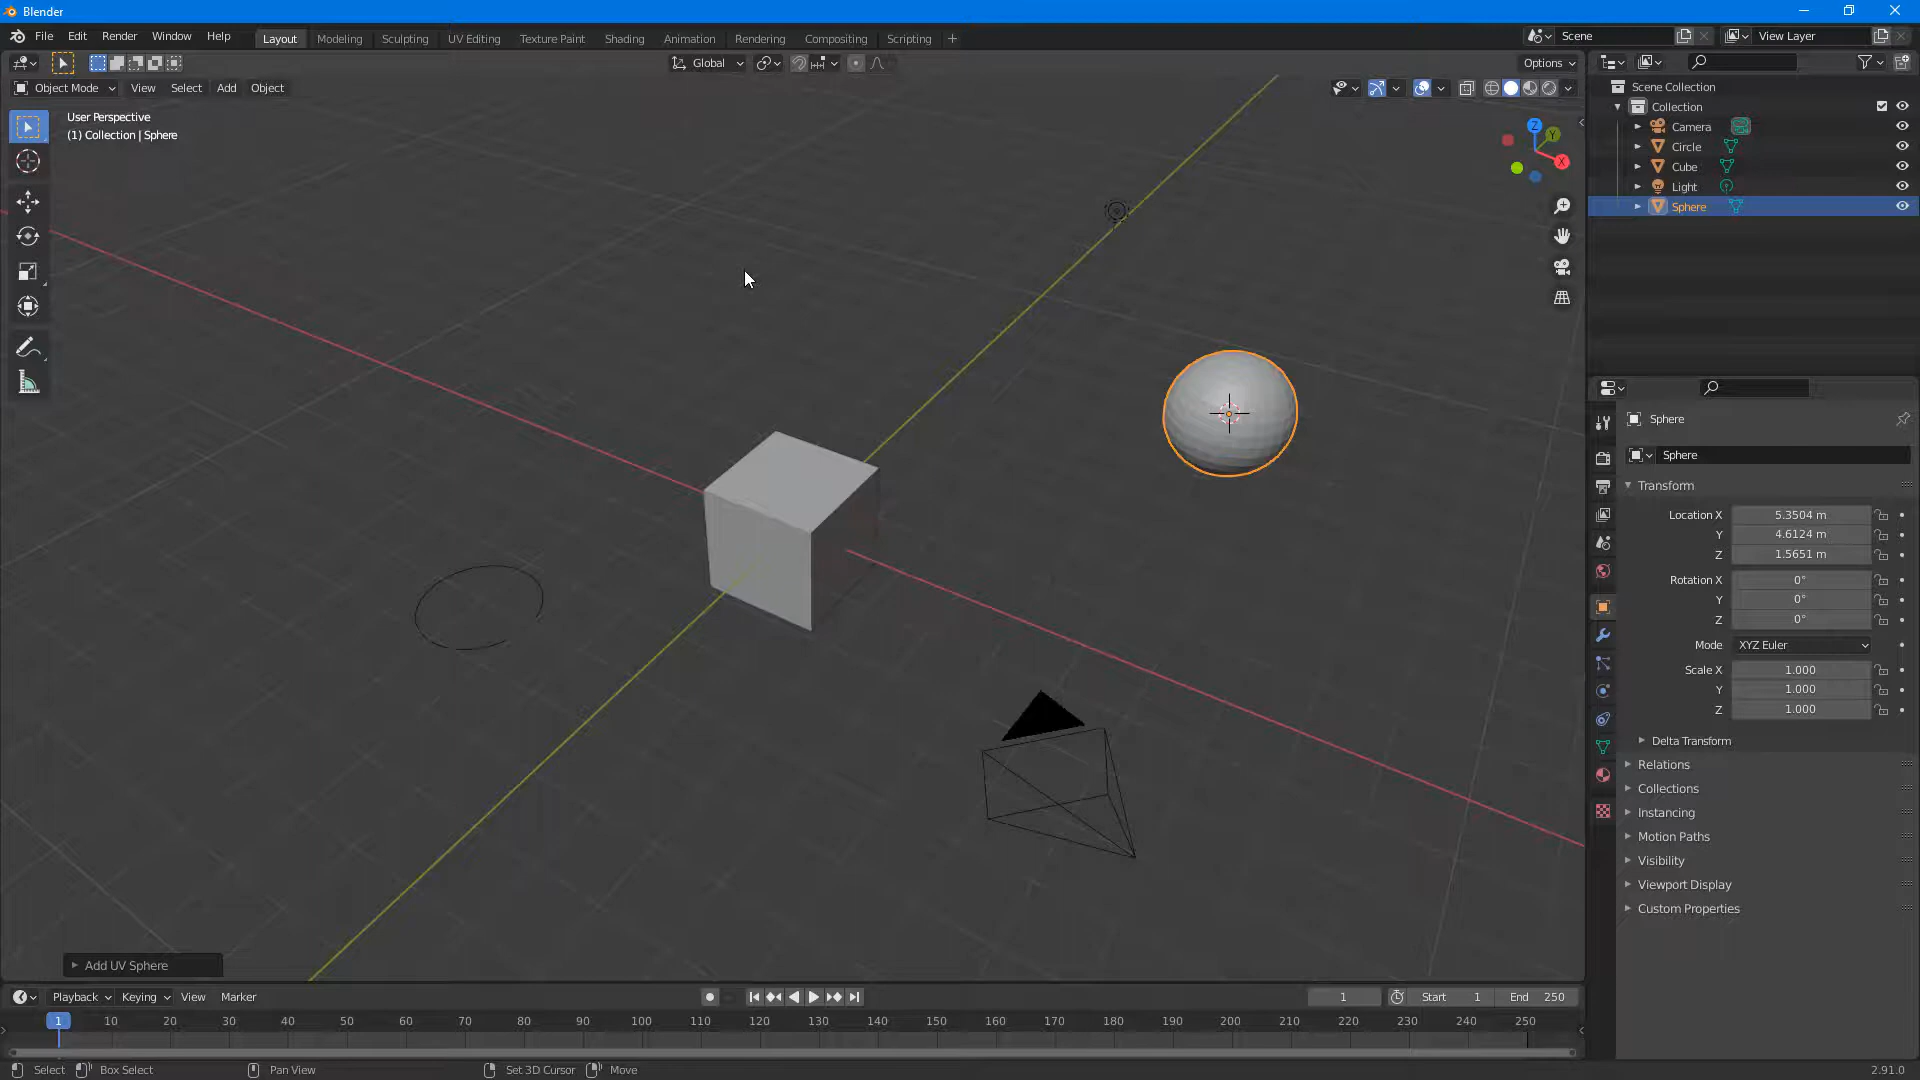 Blender
File Edit Render Window Help Layout Modeling Sculpting UV Editing Texture Paint Shading Animation Rendering Compositing Scripting + Scene View Layer
Global Options
Object Mode View Select Add Object
User Perspective
(1) Collection | Sphere
Z
Y
X
Scene Collection
Collection
Camera
Circle
Cube
Light
Sphere
Sphere
Sphere
Transform
Location X 5.3504 m
Y 4.6124 m
Z 1.5651 m
Rotation X 0°
Y 0°
Z 0°
Mode XYZ Euler
Scale X 1.000
Y 1.000
Z 1.000
Delta Transform
Relations
Collections
Instancing
Motion Paths
Visibility
Viewport Display
Custom Properties
Add UV Sphere
Playback Keying View Marker 1 Start 1 End 250
1 10 20 30 40 50 60 70 80 90 100 110 120 130 140 150 160 170 180 190 200 210 220 230 240 250
Select Box Select Pan View Set 3D Cursor Move 2.91.0